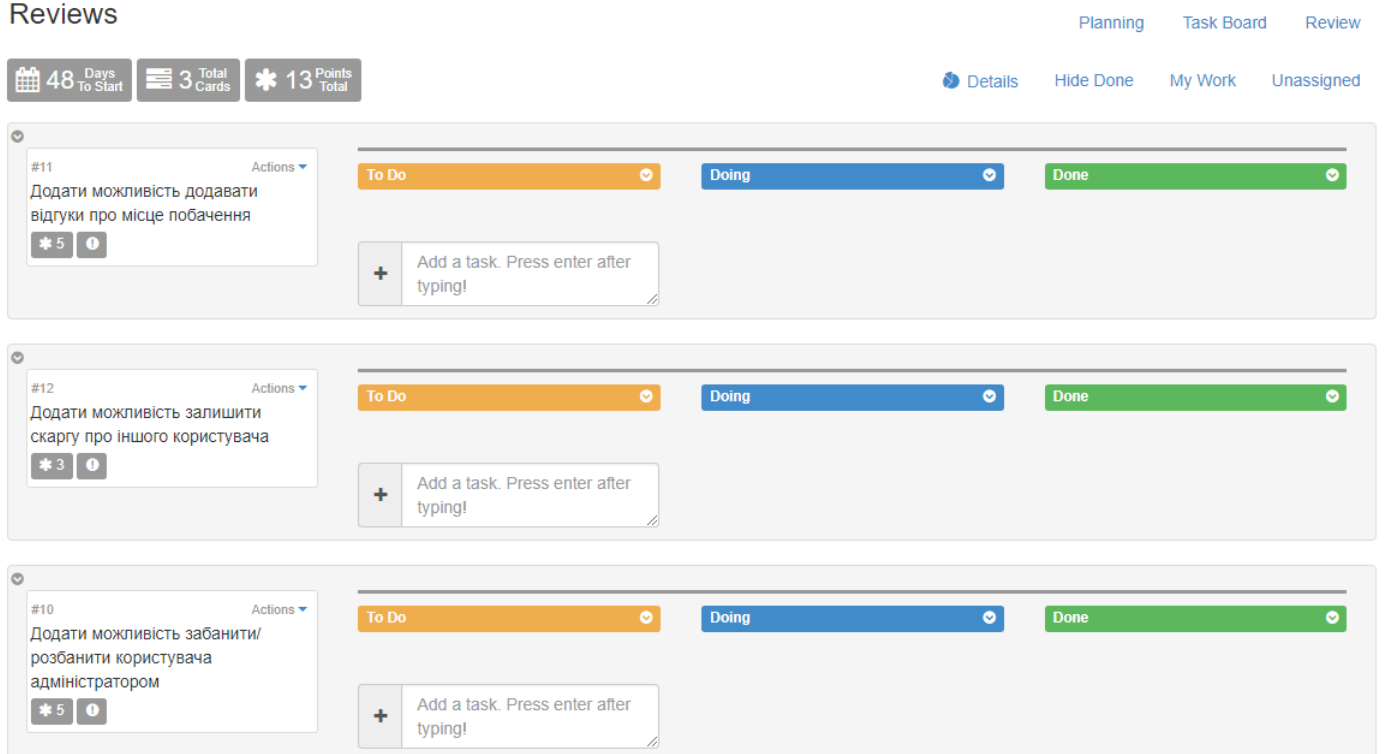 Reviews
Planning Task Board Review
48 Days To Start 3 Total Cards 13 Points Total
Details Hide Done My Work Unassigned
#11 Actions
Додати можливість додавати
відгуки про місце побачення
5
To Do Doing Done
Add a task. Press enter after
typing!
#12 Actions
Додати можливість залишити
скаргу про іншого користувача
3
To Do Doing Done
Add a task. Press enter after
typing!
#10 Actions
Додати можливість забанити/
розбанити користувача
адміністратором
5
To Do Doing Done
Add a task. Press enter after
typing!